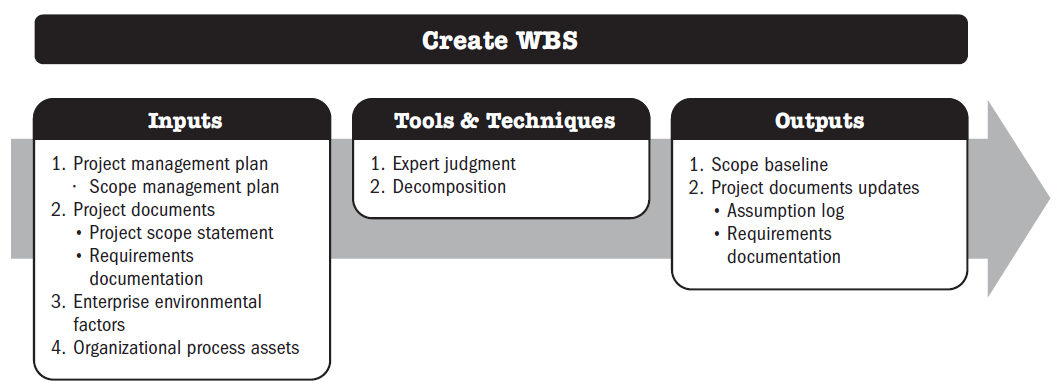 Create WBS
Inputs
1. Project management plan
· Scope management plan
2. Project documents
• Project scope statement
• Requirements
documentation
3. Enterprise environmental
factors
4. Organizational process assets
Tools & Techniques
1. Expert judgment
2. Decomposition
Outputs
1. Scope baseline
2. Project documents updates
• Assumption log
• Requirements
documentation